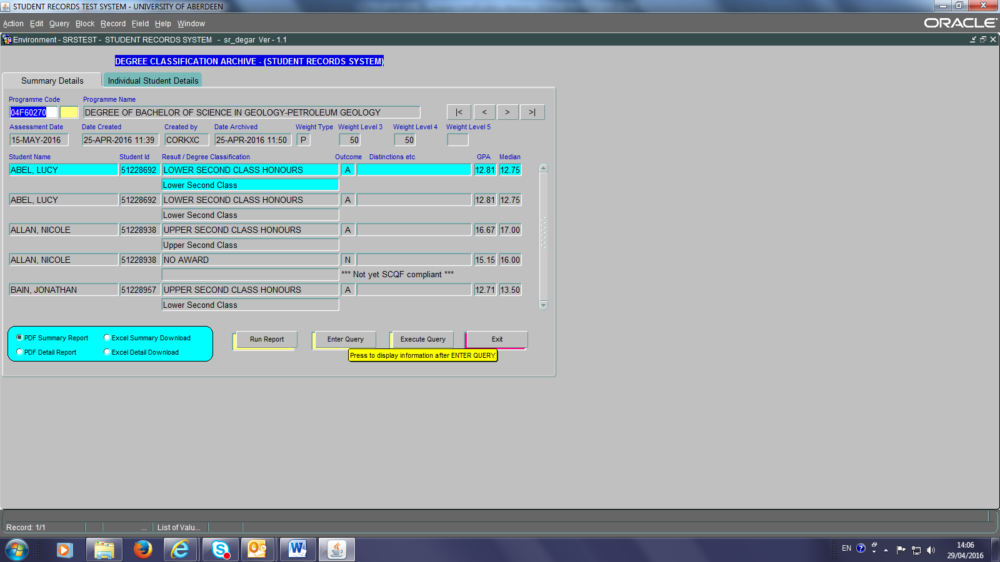 STUDENT RECORDS TEST SYSTEM - UNIVERSITY OF ABERDEEN
Action Edit Query Block Record Field Help Window
ORACLE
Environment - SRSTEST - STUDENT RECORDS SYSTEM - sr_degar Ver - 1.1
DEGREE CLASSIFICATION ARCHIVE - (STUDENT RECORDS SYSTEM)
Summary Details Individual Student Details
Programme Code Programme Name
04F60270 DEGREE OF BACHELOR OF SCIENCE IN GEOLOGY-PETROLEUM GEOLOGY |< < > >|
Assessment Date Date Created Created by Date Archived Weight Type Weight Level 3 Weight Level 4 Weight Level 5
15-MAY-2016 25-APR-2016 11:39 CORKXC 25-APR-2016 11:50 P 50 50
Student Name Student Id Result / Degree Classification Outcome Distinctions etc GPA Median
ABEL, LUCY 51228692 LOWER SECOND CLASS HONOURS A 12.81 12.75
Lower Second Class
ABEL, LUCY 51228692 LOWER SECOND CLASS HONOURS A 12.81 12.75
Lower Second Class
ALLAN, NICOLE 51228938 UPPER SECOND CLASS HONOURS A 16.67 17.00
Upper Second Class
ALLAN, NICOLE 51228938 NO AWARD N 15.15 16.00
*** Not yet SCQF compliant ***
BAIN, JONATHAN 51228957 UPPER SECOND CLASS HONOURS A 12.71 13.50
Lower Second Class
PDF Summary Report Excel Summary Download Run Report Enter Query Execute Query Exit
PDF Detail Report Excel Detail Download
Press to display information after ENTER QUERY
Record: 1/1 ... List of Valu...
EN 14:06
29/04/2016